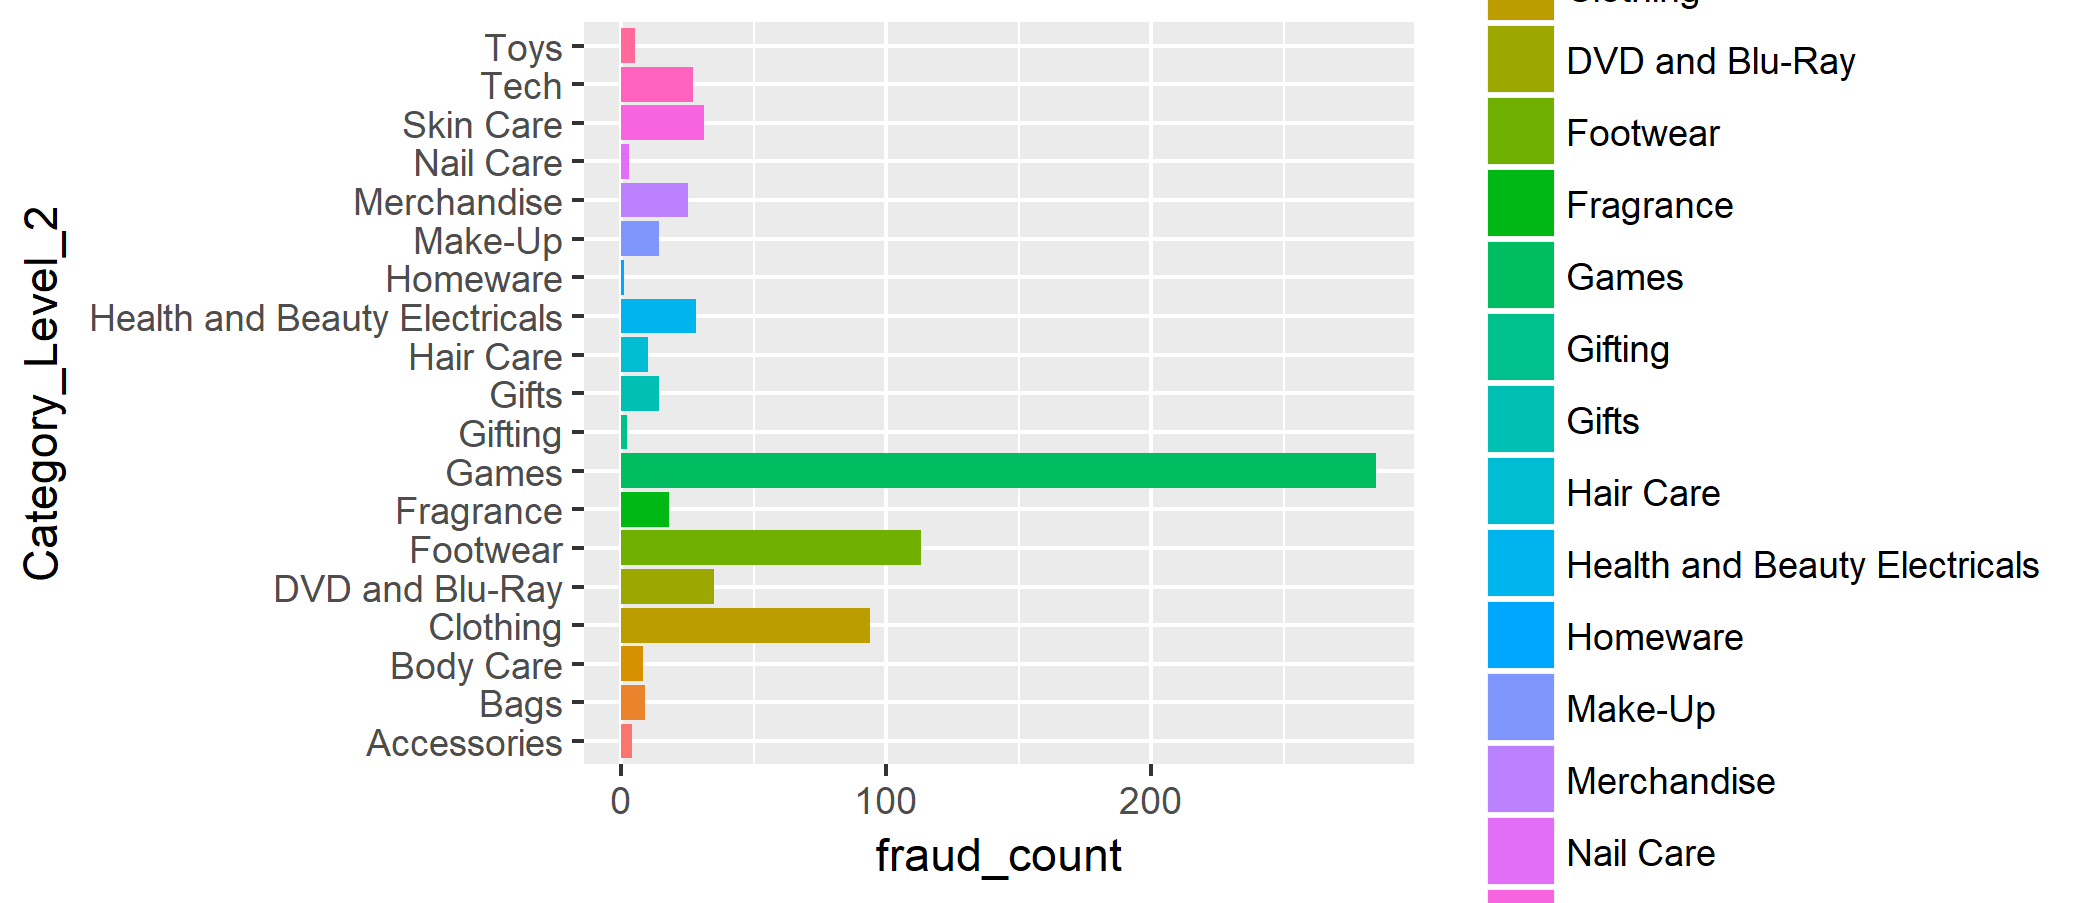 Category_Level_2
Toys
Tech
Skin Care
Nail Care
Merchandise
Make-Up
Homeware
Health and Beauty Electricals
Hair Care
Gifts
Gifting
Games
Fragrance
Footwear
DVD and Blu-Ray
Clothing
Body Care
Bags
Accessories
0 100 200
fraud_count
Clothing
DVD and Blu-Ray
Footwear
Fragrance
Games
Gifting
Gifts
Hair Care
Health and Beauty Electricals
Homeware
Make-Up
Merchandise
Nail Care